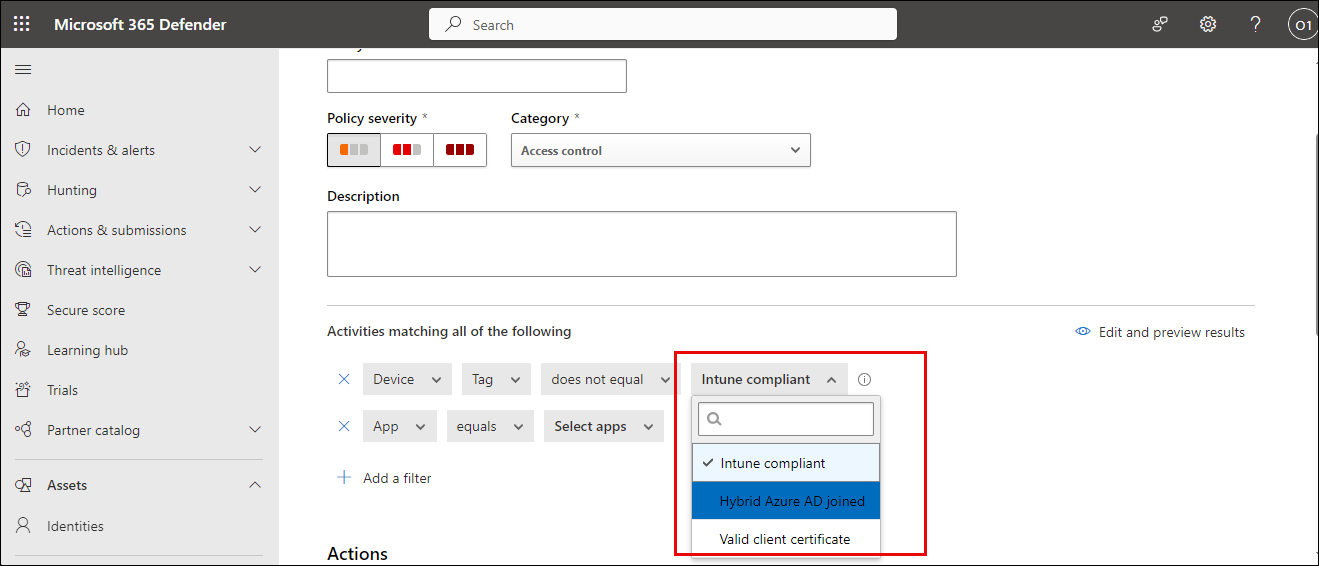 Microsoft 365 Defender
Search
O1
Home
Incidents & alerts
Hunting
Actions & submissions
Threat intelligence
Secure score
Learning hub
Trials
Partner catalog
Assets
Identities
Policy severity *
Category *
Access control
Description
Activities matching all of the following
Edit and preview results
Device Tag does not equal Intune compliant
App equals Select apps
Add a filter
Intune compliant
Hybrid Azure AD joined
Valid client certificate
Actions